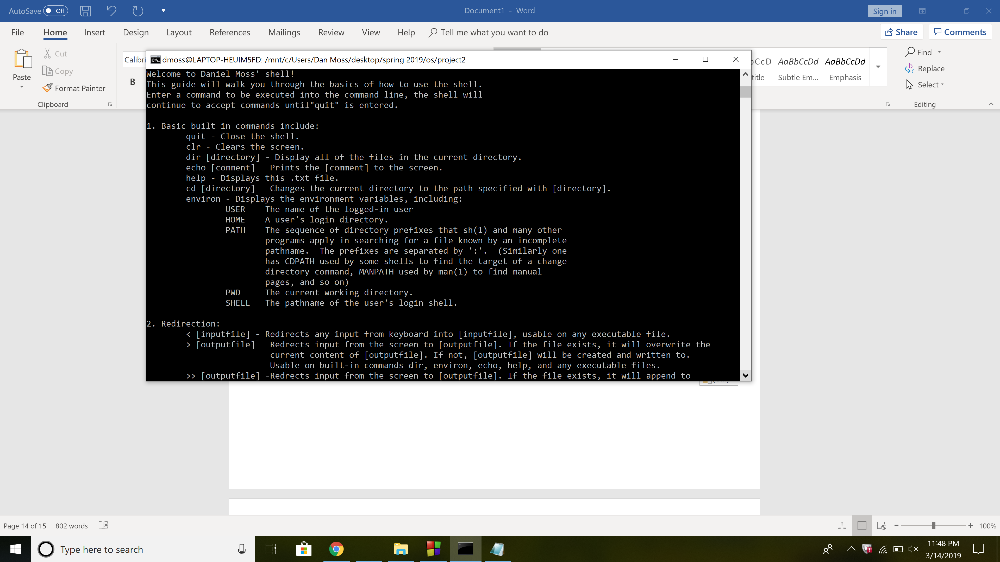 AutoSave Off
Document1 - Word
Sign in
File Home Insert Design Layout References Mailings Review View Help Tell me what you want to do
Share Comments
Paste
Cut
Copy
Format Painter
Clipboard
Calibri
B
AaBbCcDd AaBbCcDd
Subtle Em... Emphasis
Find
Replace
Select
Editing
dmoss@LAPTOP-HEUIM5FD: /mnt/c/Users/Dan Moss/desktop/spring 2019/os/project2
Welcome to Daniel Moss' shell!
This guide will walk you through the basics of how to use the shell.
Enter a command to be executed into the command line, the shell will
continue to accept commands until"quit" is entered.
--------------------------------------------------------------------
1. Basic built in commands include:
quit - Close the shell.
clr - Clears the screen.
dir [directory] - Display all of the files in the current directory.
echo [comment] - Prints the [comment] to the screen.
help - Displays this .txt file.
cd [directory] - Changes the current directory to the path specified with [directory].
environ - Displays the environment variables, including:
USER The name of the logged-in user
HOME A user's login directory.
PATH The sequence of directory prefixes that sh(1) and many other
programs apply in searching for a file known by an incomplete
pathname.  The prefixes are separated by ':'.  (Similarly one
has CDPATH used by some shells to find the target of a change
directory command, MANPATH used by man(1) to find manual
pages, and so on)
PWD The current working directory.
SHELL The pathname of the user's login shell.
2. Redirection:
< [inputfile] - Redirects any input from keyboard into [inputfile], usable on any executable file.
> [outputfile] - Redrects input from the screen to [outputfile]. If the file exists, it will overwrite the
current content of [outputfile]. If not, [outputfile] will be created and written to.
Usable on built-in commands dir, environ, echo, help, and any executable files.
>> [outputfile] -Redrects input from the screen to [outputfile]. If the file exists, it will append to
Page 14 of 15 802 words
100%
Type here to search
11:48 PM
3/14/2019